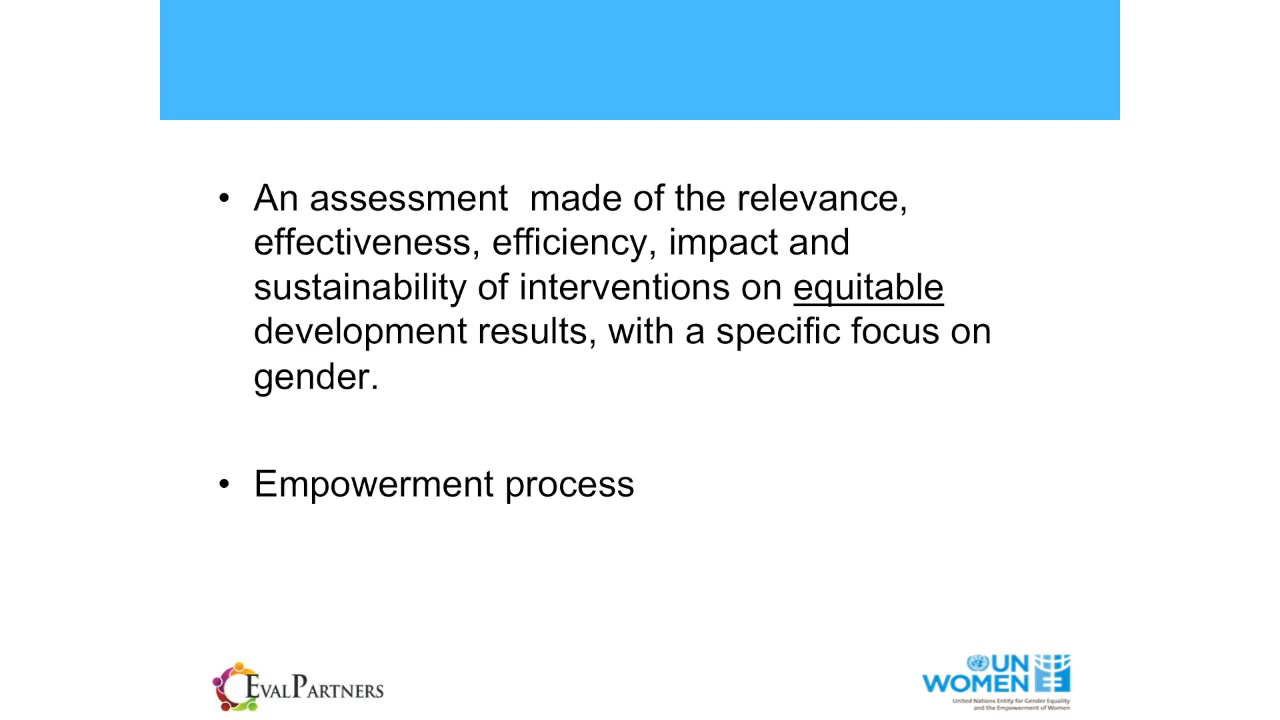 • An assessment  made of the relevance,
effectiveness, efficiency, impact and
sustainability of interventions on equitable
development results, with a specific focus on
gender.
• Empowerment process
EVALPARTNERS
UN
WOMEN
United Nations Entity for Gender Equality
and the Empowerment of Women